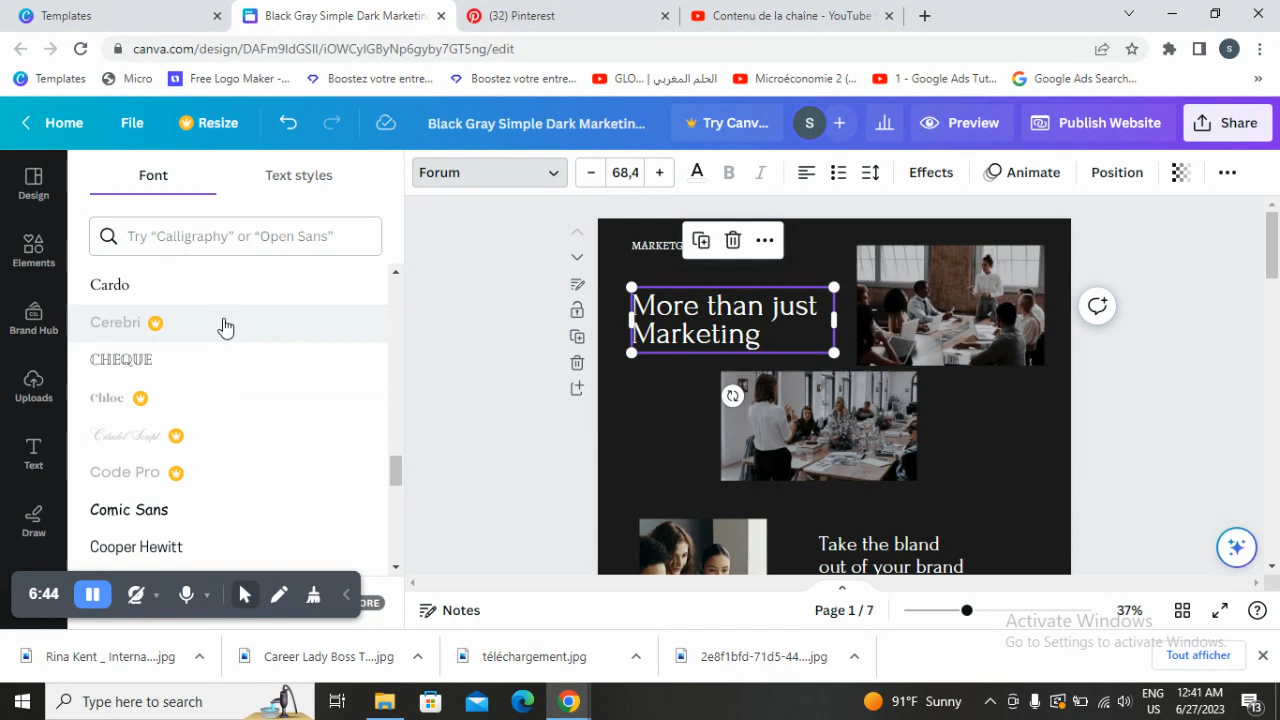 Templates
Black Gray Simple Dark Marketin
(32) Pinterest
Contenu de la chaîne - YouTube S
canva.com/design/DAFm9ldGSlI/iOWCylGByNp6gyby7GT5ng/edit
Templates
Micro
Free Logo Maker -...
Boostez votre entre...
Boostez votre entre...
GLO... | الحلم المغربي
Microéconomie 2 (...
1 - Google Ads Tut...
Google Ads Search...
»
Home
File
Resize
Black Gray Simple Dark Marketin...
Try Canv...
S
Preview
Publish Website
Share
Design
Elements
Brand Hub
Uploads
Text
Draw
Font
Text styles
Try “Calligraphy” or “Open Sans”
Cardo
Cerebri
CHEQUE
Chloe
Citadel Script
Code Pro
Comic Sans
Cooper Hewitt
Forum
68,4
A
B
I
Effects
Animate
Position
MARKETG
More than just
Marketing
Take the bland
out of your brand
6:44
ORE
Notes
Page 1 / 7
37%
Activate Windows
Go to Settings to activate Windows.
Rina Kent _ Interna....jpg
Career Lady Boss T....jpg
téléchargement.jpg
2e8f1bfd-71d5-44....jpg
Tout afficher
Type here to search
91°F Sunny
ENG
US
12:41 AM
6/27/2023
13